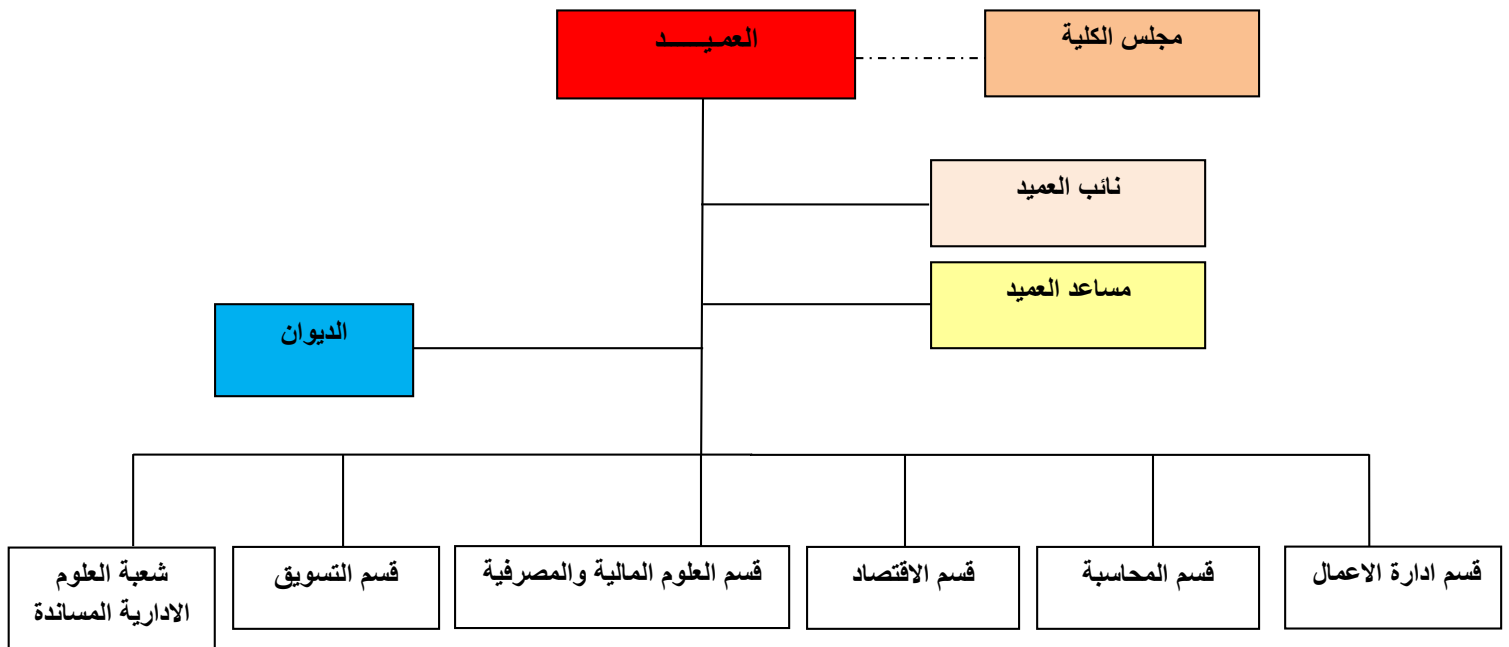 العميـــــــد
مجلس الكلية
نائب العميد
مساعد العميد
الديوان
قسم ادارة الاعمال
قسم المحاسبة
قسم الاقتصاد
قسم العلوم المالية والمصرفية
قسم التسويق
شعبة العلوم
الادارية المساندة